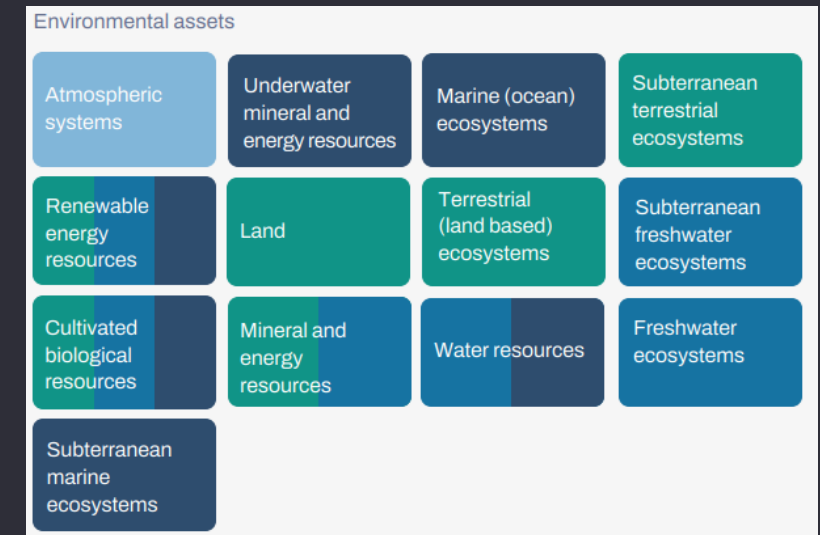 Environmental assets
Atmospheric
systems
Underwater
mineral and
energy resources
Marine (ocean)
ecosystems
Subterranean
terrestrial
ecosystems
Renewable
energy
resources
Land
Terrestrial
(land based)
ecosystems
Subterranean
freshwater
ecosystems
Cultivated
biological
resources
Mineral and
energy
resources
Water resources
Freshwater
ecosystems
Subterranean
marine
ecosystems